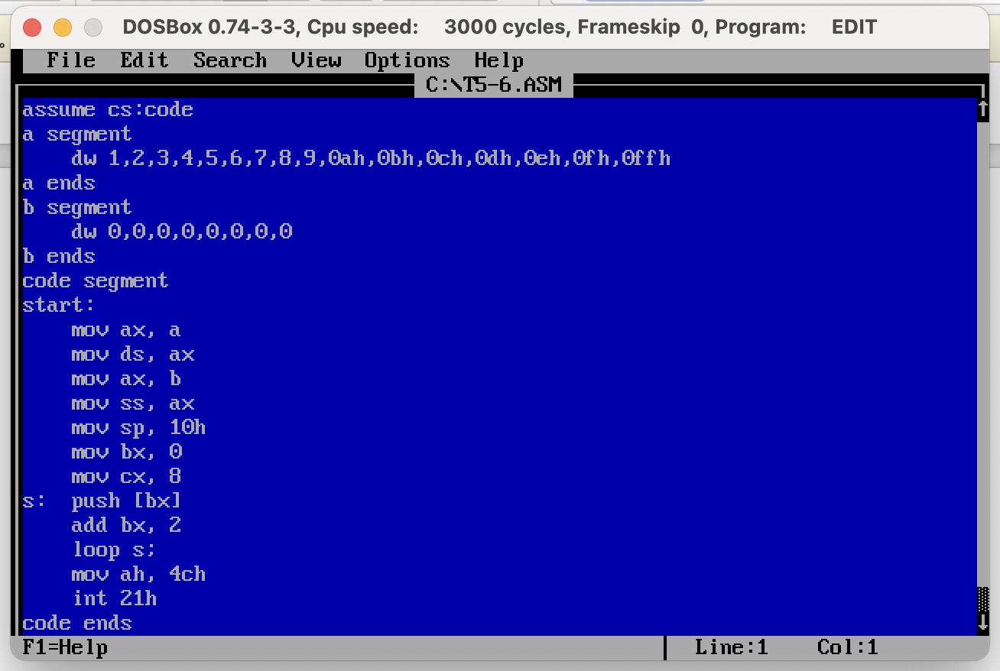 DOSBox 0.74-3-3, Cpu speed: 3000 cycles, Frameskip 0, Program: EDIT
File Edit Search View Options Help
C:\T5-6.ASM
assume cs:code
a segment
    dw 1,2,3,4,5,6,7,8,9,0ah,0bh,0ch,0dh,0eh,0fh,0ffh
a ends
b segment
    dw 0,0,0,0,0,0,0,0
b ends
code segment
start:
    mov ax, a
    mov ds, ax
    mov ax, b
    mov ss, ax
    mov sp, 10h
    mov bx, 0
    mov cx, 8
s:  push [bx]
    add bx, 2
    loop s;
    mov ah, 4ch
    int 21h
code ends
F1=Help Line:1 Col:1